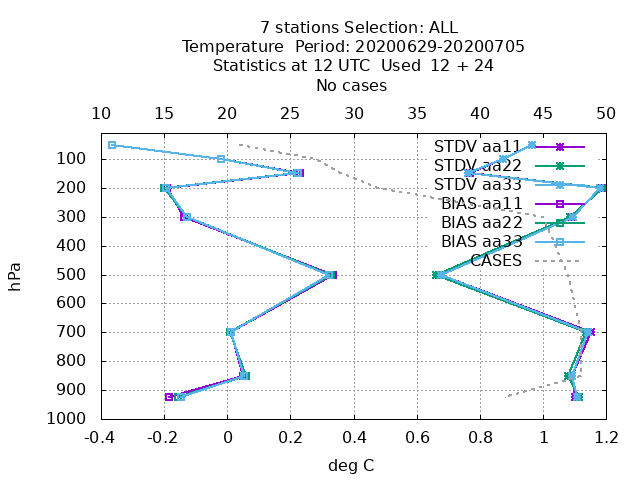 7 stations Selection: ALL
Temperature  Period: 20200629-20200705
Statistics at 12 UTC  Used  12 + 24
No cases
10 15 20 25 30 35 40 45 50
STDV aa11
STDV aa22
STDV aa33
BIAS aa11
BIAS aa22
BIAS aa33
CASES
100
200
300
400
500
600
700
800
900
1000
hPa
-0.4 -0.2 0 0.2 0.4 0.6 0.8 1 1.2
deg C